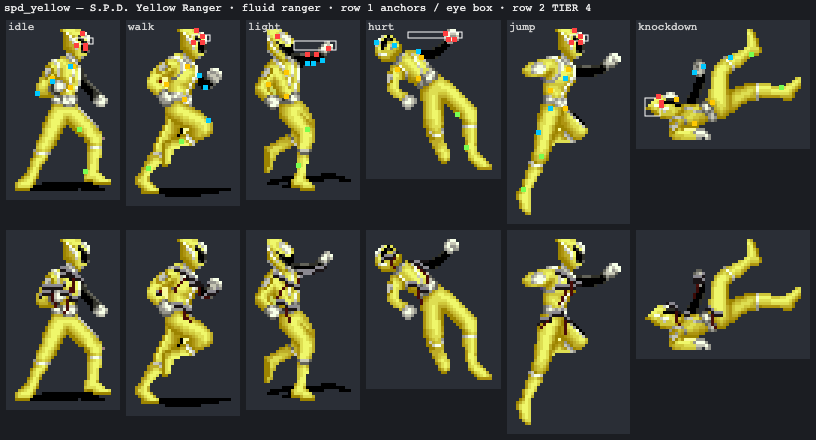 spd_yellow — S.P.D. Yellow Ranger · fluid ranger · row 1 anchors / eye box · row 2 TIER 4
idle
walk
light
hurt
jump
knockdown